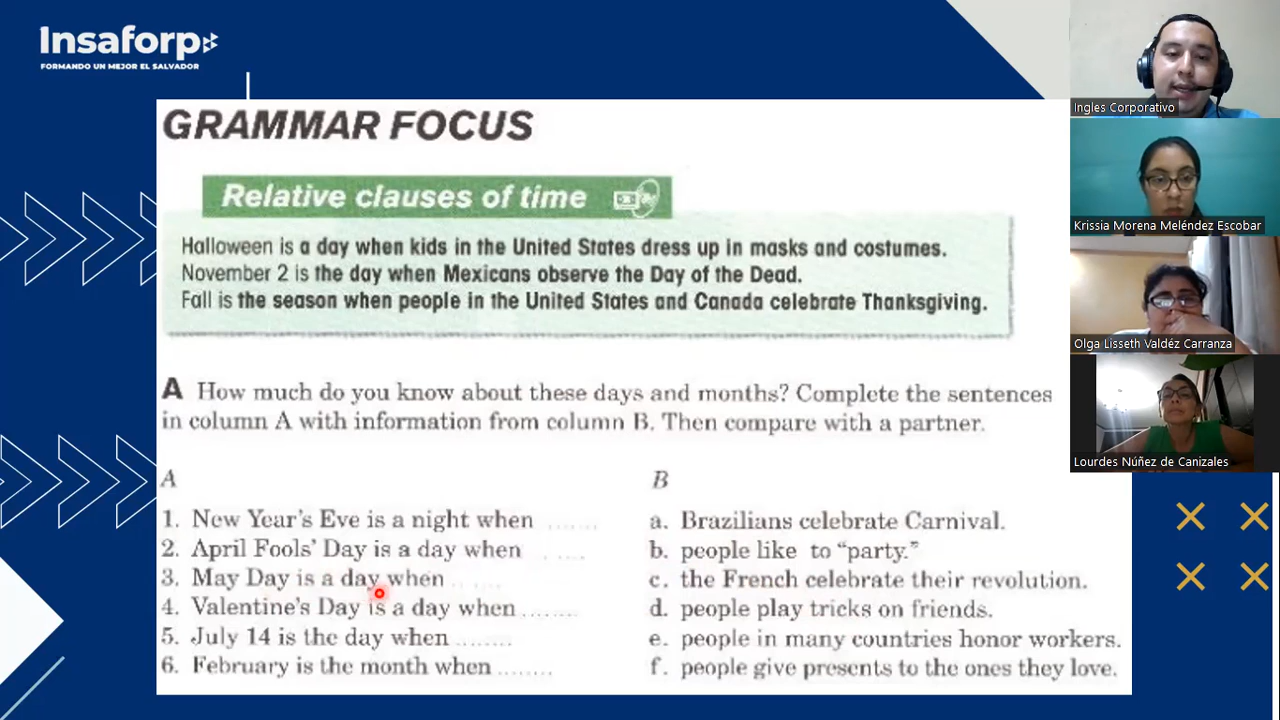 Insaforp
FORMANDO UN MEJOR EL SALVADOR
GRAMMAR FOCUS
Relative clauses of time
Halloween is a day when kids in the United States dress up in masks and costumes.
November 2 is the day when Mexicans observe the Day of the Dead.
Fall is the season when people in the United States and Canada celebrate Thanksgiving.
A How much do you know about these days and months? Complete the sentences
in column A with information from column B. Then compare with a partner.
A
1. New Year's Eve is a night when .......
2. April Fools' Day is a day when .......
3. May Day is a day when .......
4. Valentine's Day is a day when ........
5. July 14 is the day when ........
6. February is the month when ........
B
a. Brazilians celebrate Carnival.
b. people like to “party.”
c. the French celebrate their revolution.
d. people play tricks on friends.
e. people in many countries honor workers.
f. people give presents to the ones they love.
Ingles Corporativo
Krissia Morena Meléndez Escobar
Olga Lisseth Valdéz Carranza
Lourdes Núñez de Canizales